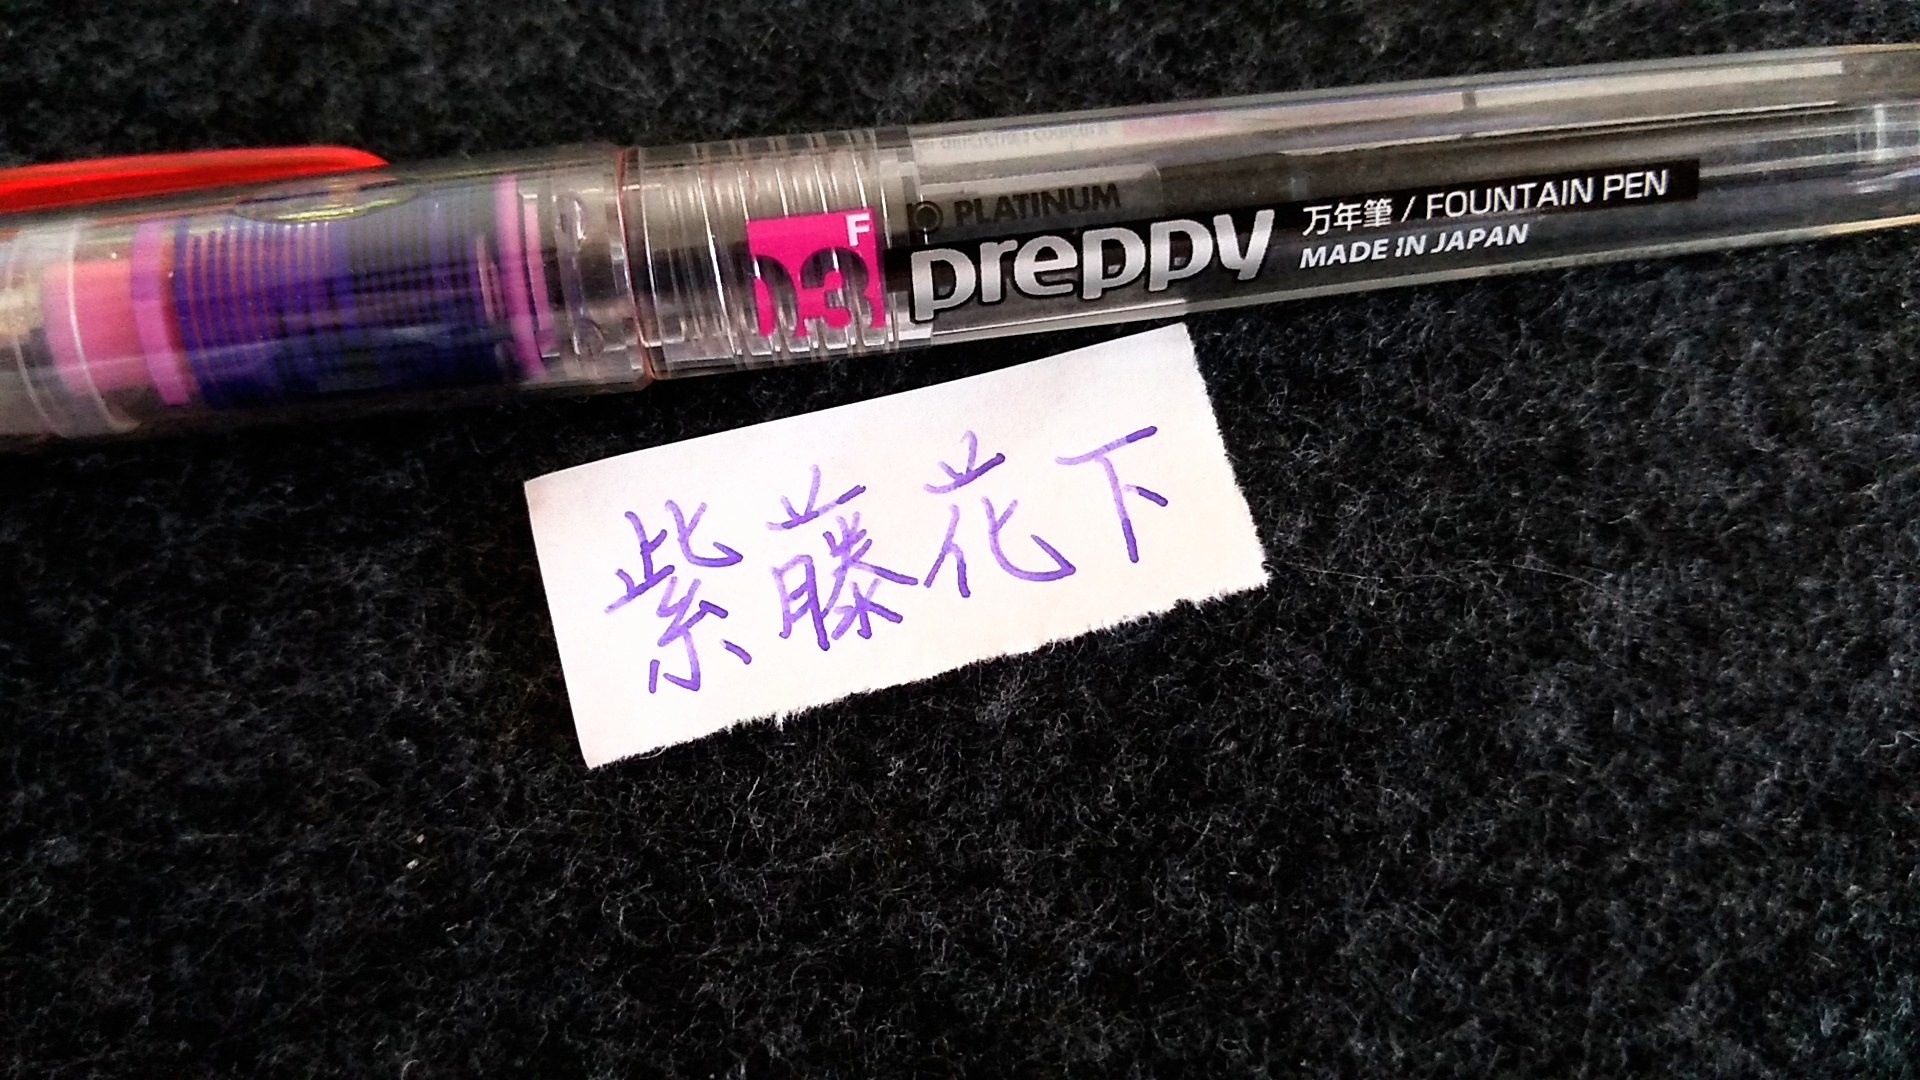 F
03
PLATINUM
preppy
万年筆 / FOUNTAIN PEN
MADE IN JAPAN
紫藤花下